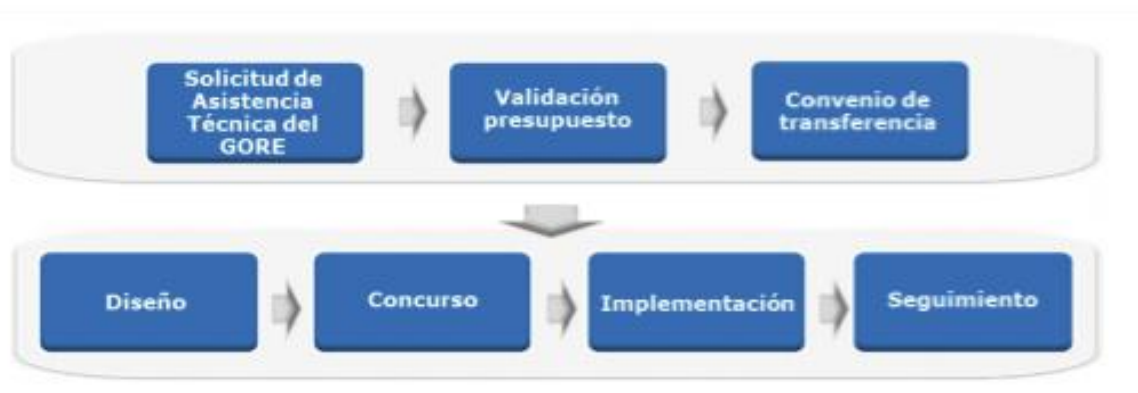 Solicitud de
Asistencia
Técnica del
GORE
Validación
presupuesto
Convenio de
transferencia
Diseño
Concurso
Implementación
Seguimiento